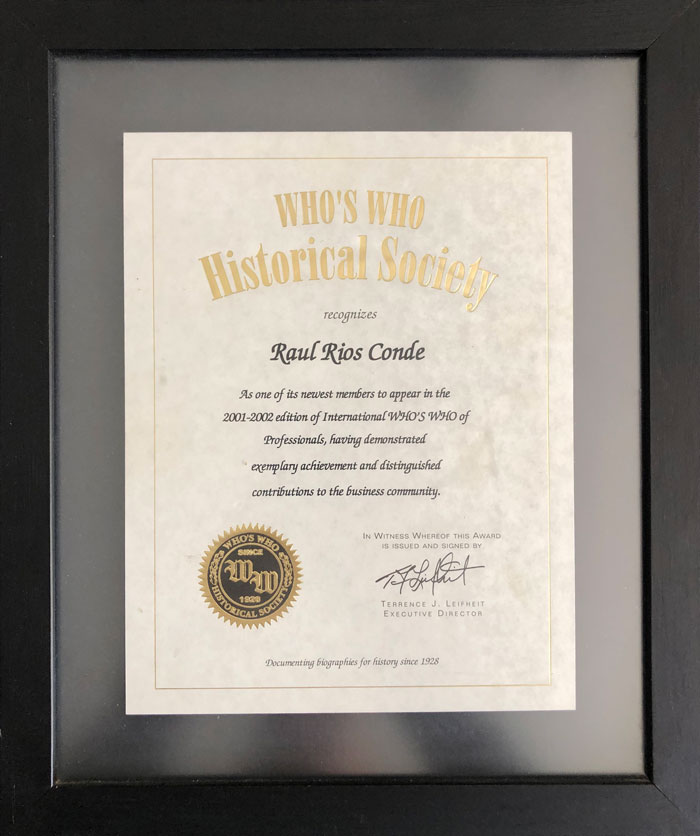 WHO'S WHO
Historical Society
recognizes
Raul Rios Conde
As one of its newest members to appear in the
2001-2002 edition of International WHO'S WHO of
Professionals, having demonstrated
exemplary achievement and distinguished
contributions to the business community.
WHO'S WHO
SINCE
WW
1928
HISTORICAL SOCIETY
IN WITNESS WHEREOF THIS AWARD
IS ISSUED AND SIGNED BY
TERRENCE J. LEIFHEIT
EXECUTIVE DIRECTOR
Documenting biographies for history since 1928